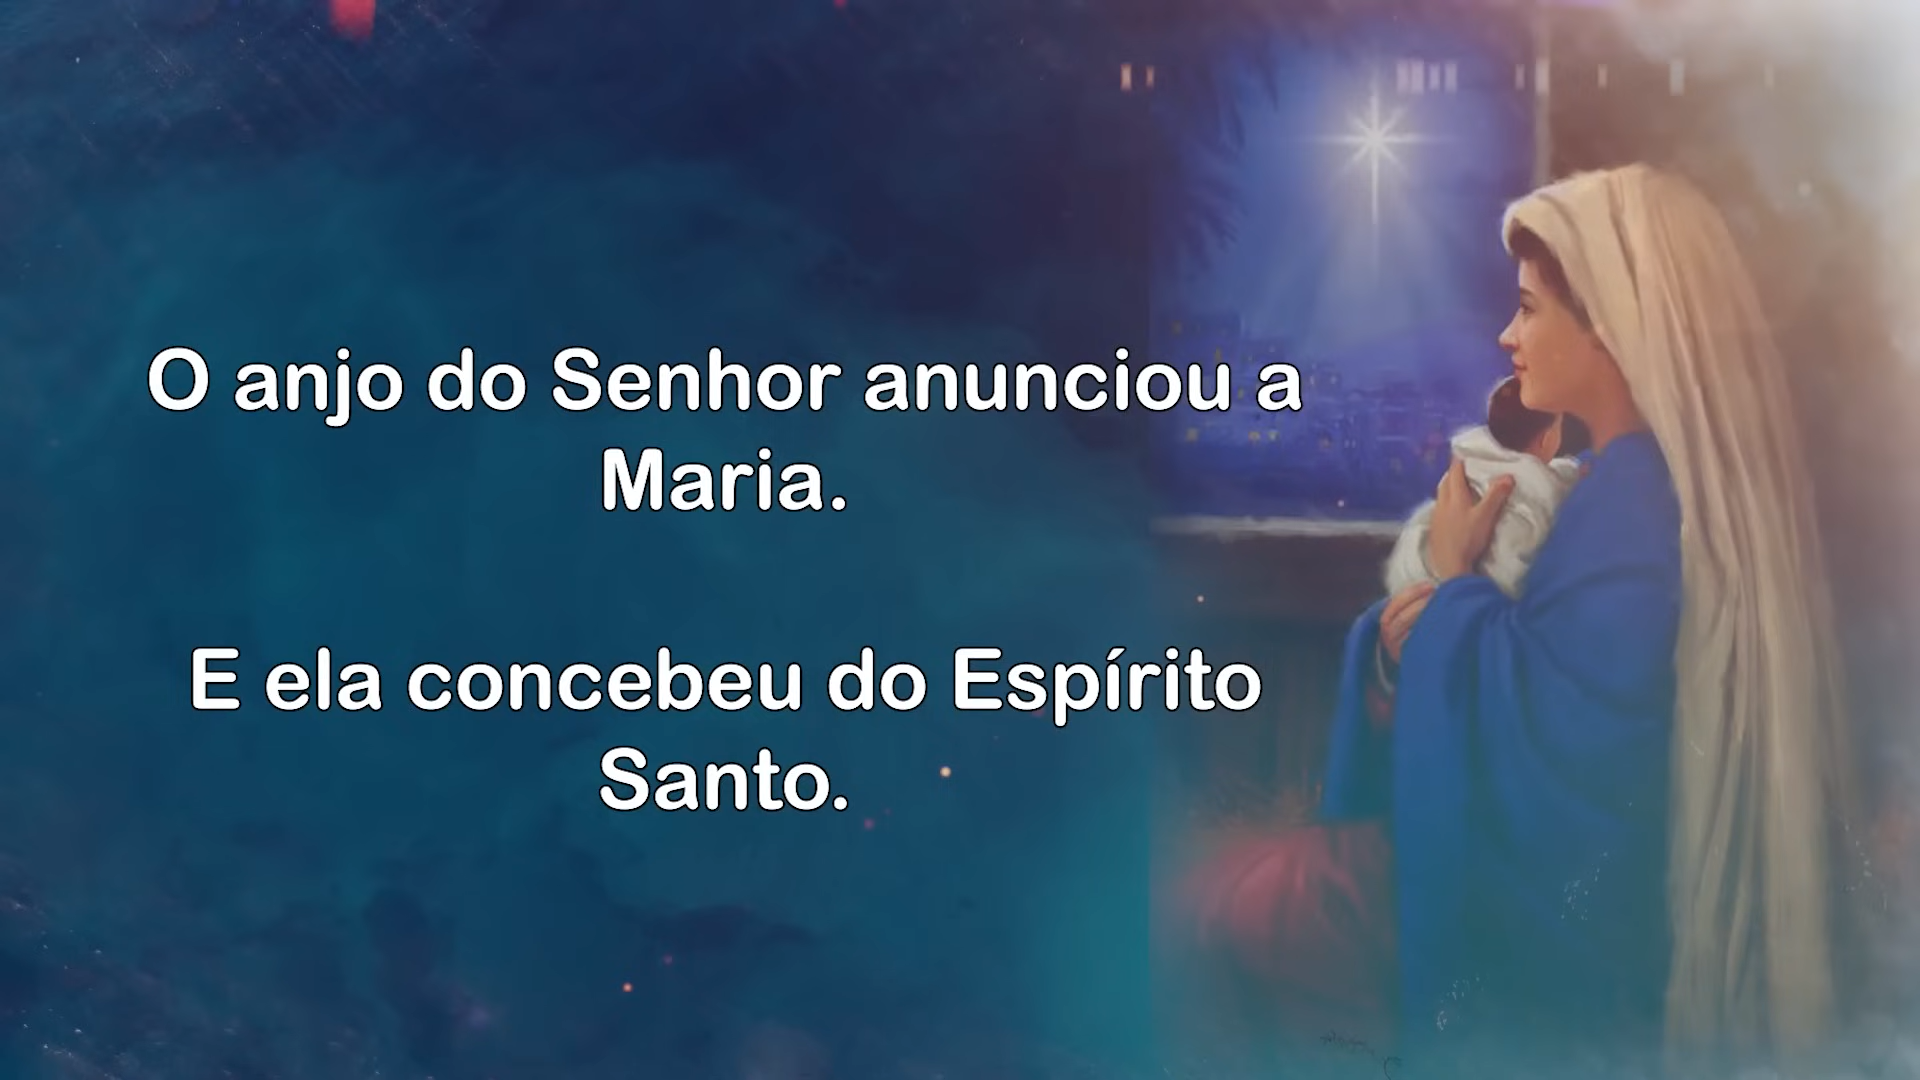 O anjo do Senhor anunciou a
Maria.
E ela concebeu do Espírito
Santo.